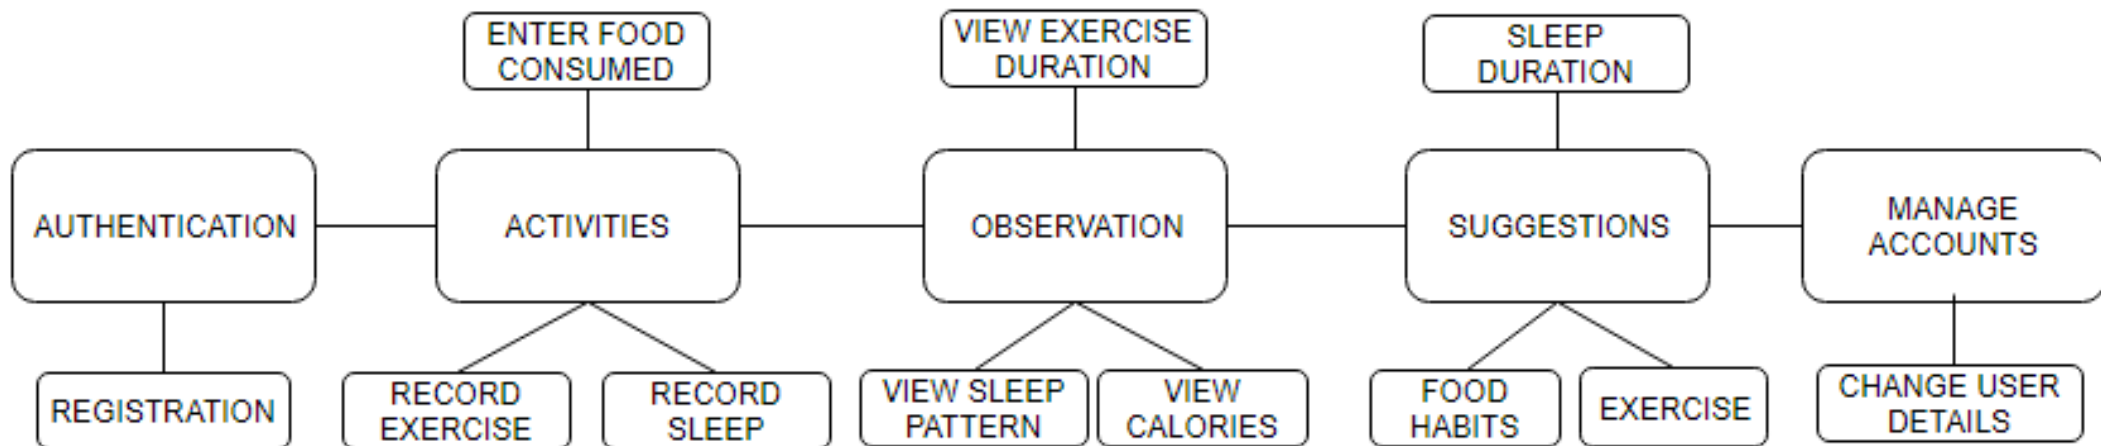 ENTER FOOD
CONSUMED
VIEW EXERCISE
DURATION
SLEEP
DURATION
AUTHENTICATION
ACTIVITIES
OBSERVATION
SUGGESTIONS
MANAGE
ACCOUNTS
REGISTRATION
RECORD
EXERCISE
RECORD
SLEEP
VIEW SLEEP
PATTERN
VIEW
CALORIES
FOOD
HABITS
EXERCISE
CHANGE USER
DETAILS